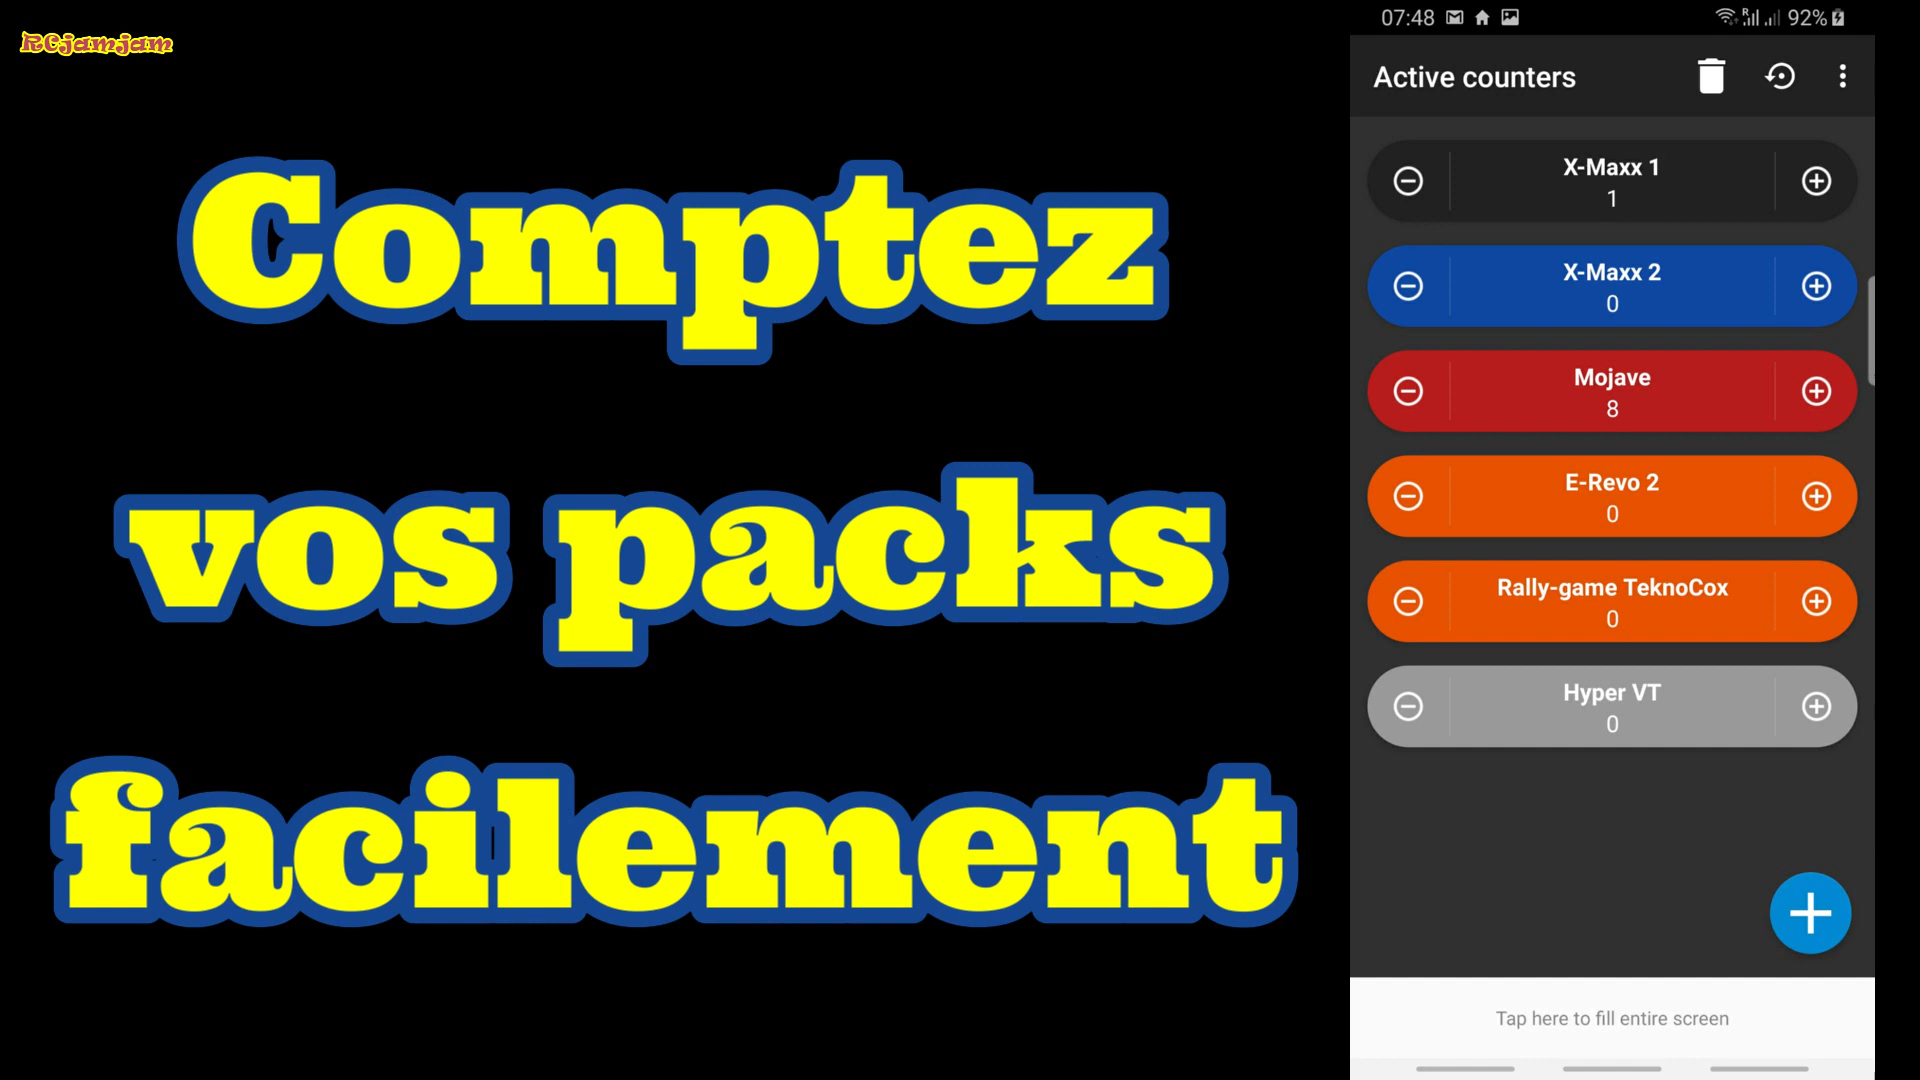 RCjamjam
Comptez
vos packs
facilement
07:48
92%
Active counters
X-Maxx 1
1
X-Maxx 2
0
Mojave
8
E-Revo 2
0
Rally-game TeknoCox
0
Hyper VT
0
Tap here to fill entire screen